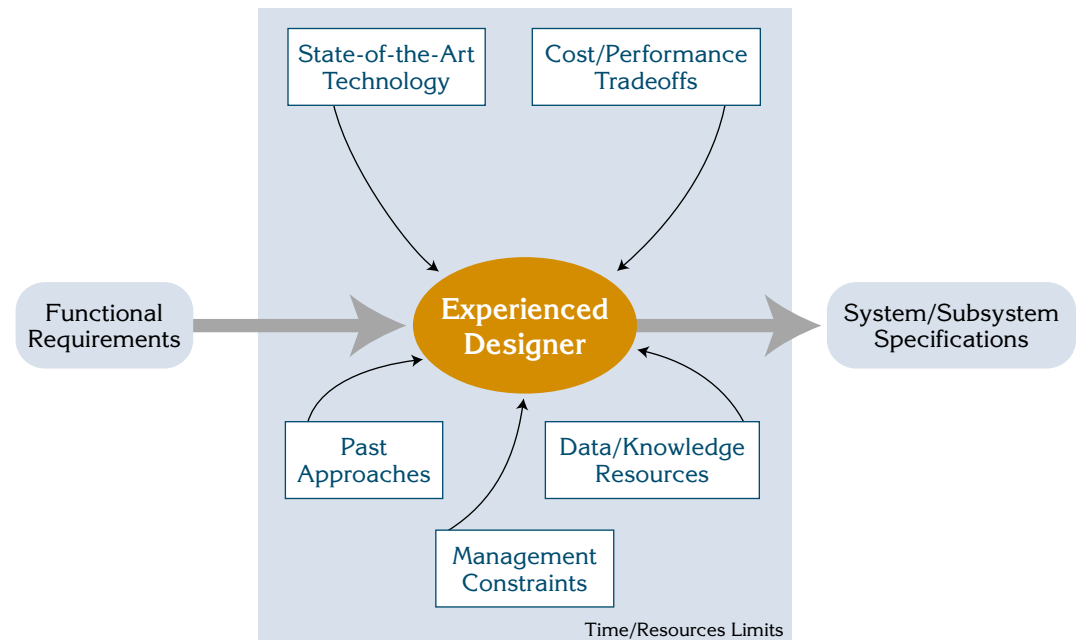 State-of-the-Art
Technology
Cost/Performance
Tradeoffs
Functional
Requirements
Experienced
Designer
System/Subsystem
Specifications
Past
Approaches
Data/Knowledge
Resources
Management
Constraints
Time/Resources Limits